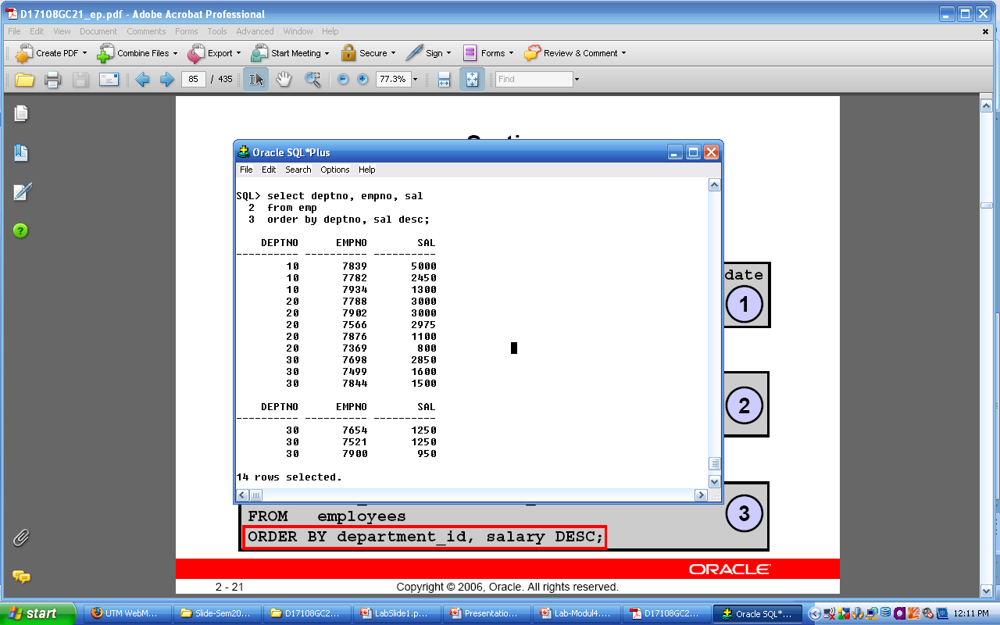 D17108GC21_ep.pdf - Adobe Acrobat Professional
File Edit View Document Comments Forms Tools Advanced Window Help
Create PDF Combine Files Export Start Meeting Secure Sign Forms Review & Comment
85 / 435 77.3% Find
Oracle SQL*Plus
File Edit Search Options Help
SQL> select deptno, empno, sal
2 from emp
3 order by deptno, sal desc;
DEPTNO EMPNO SAL
---------- ---------- ----------
10 7839 5000
10 7782 2450
10 7934 1300
20 7788 3000
20 7902 3000
20 7566 2975
20 7876 1100
20 7369 800
30 7698 2850
30 7499 1600
30 7844 1500
DEPTNO EMPNO SAL
---------- ---------- ----------
30 7654 1250
30 7521 1250
30 7900 950
14 rows selected.
date
1
2
3
FROM employees
ORDER BY department_id, salary DESC;
ORACLE
2 - 21 Copyright © 2006, Oracle. All rights reserved.
start UTM WebM... Slide-Sem20... D17108GC2... LabSlide1.p... Presentatio... Lab-Modul4.... D17108GC2... Oracle SQL*... 12:11 PM